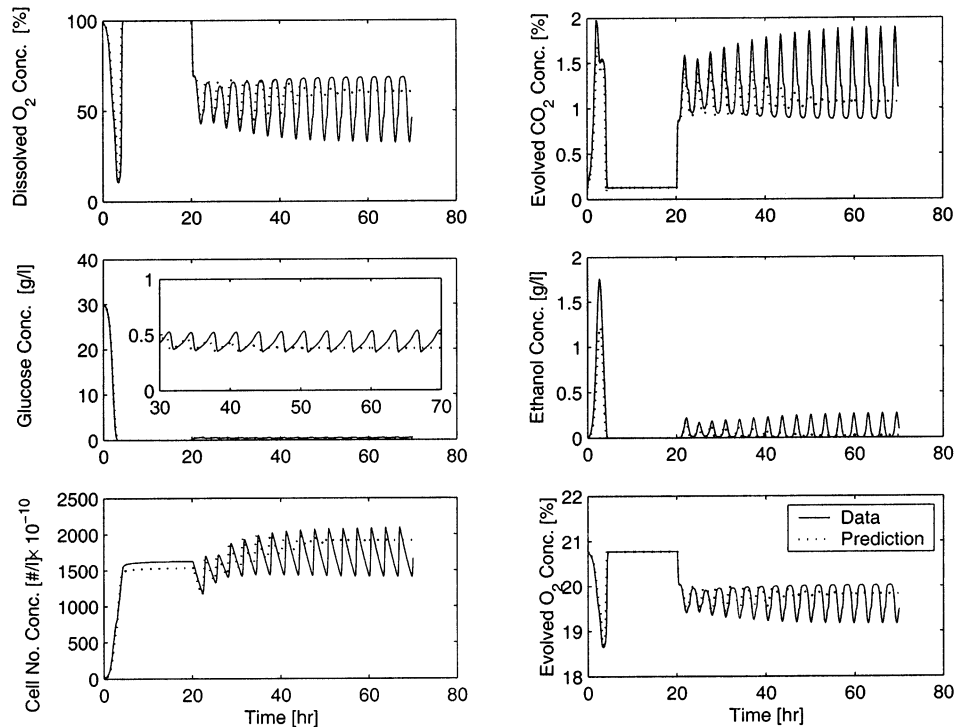 Dissolved O2 Conc. [%]
100
50
0
0 20 40 60 80
Evolved CO2 Conc. [%]
2
1.5
1
0.5
0
0 20 40 60 80
Glucose Conc. [g/l]
40
30
20
10
0
0 20 40 60 80
1
0.5
0
30 40 50 60 70
Ethanol Conc. [g/l]
2
1.5
1
0.5
0
0 20 40 60 80
Cell No. Conc. [#/l]× 10−10
2500
2000
1500
1000
500
0
0 20 40 60 80
Time [hr]
Evolved O2 Conc. [%]
22
21
20
19
18
0 20 40 60 80
Time [hr]
Data
Prediction